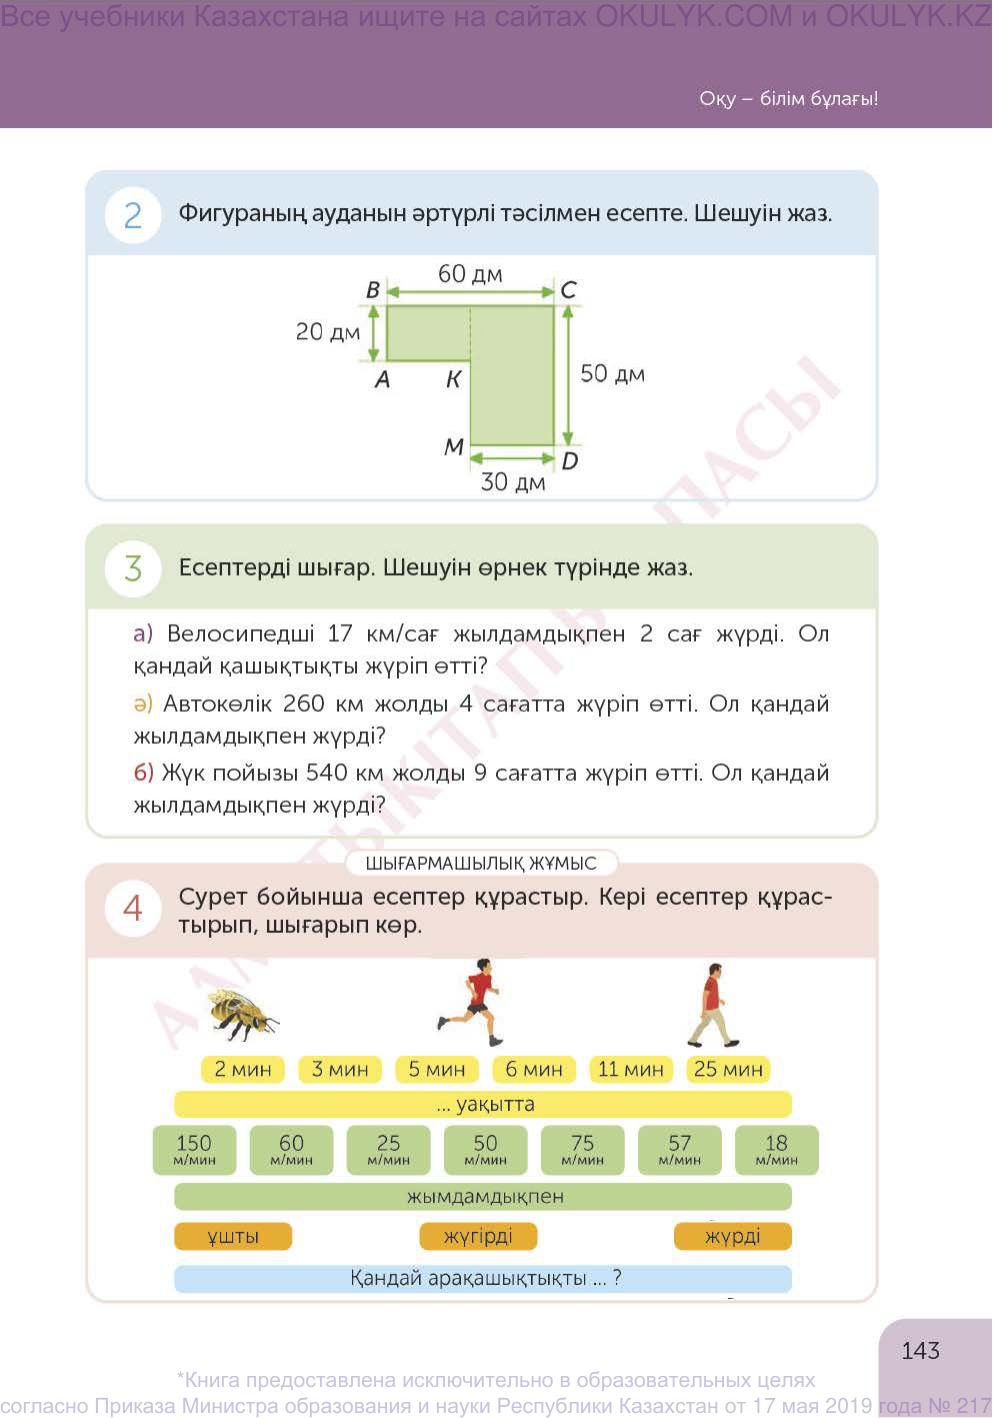 Все учебники Казахстана ищите на сайтах OKULYK.COM и OKULYK.KZ
Оқу – білім бұлағы!
2
Фигураның ауданын әртүрлі тәсілмен есепте. Шешуін жаз.
60 дм
B
C
20 дм
A
K
50 дм
M
D
30 дм
3
Есептерді шығар. Шешуін өрнек түрінде жаз.
а) Велосипедші 17 км/сағ жылдамдықпен 2 сағ жүрді. Ол
қандай қашықтықты жүріп өтті?
ә) Автокөлік 260 км жолды 4 сағатта жүріп өтті. Ол қандай
жылдамдықпен жүрді?
б) Жүк пойызы 540 км жолды 9 сағатта жүріп өтті. Ол қандай
жылдамдықпен жүрді?
ШЫҒАРМАШЫЛЫҚ ЖҰМЫС
4
Сурет бойынша есептер құрастыр. Кері есептер құрас-
тырып, шығарып көр.
2 мин 3 мин 5 мин 6 мин 11 мин 25 мин
... уақытта
150 60 25 50 75 57 18
м/мин м/мин м/мин м/мин м/мин м/мин м/мин
жымдамдықпен
ұшты жүгірді жүрді
Қандай арақашықтықты ... ?
143
*Книга предоставлена исключительно в образовательных целях
согласно Приказа Министра образования и науки Республики Казахстан от 17 мая 2019 года № 217